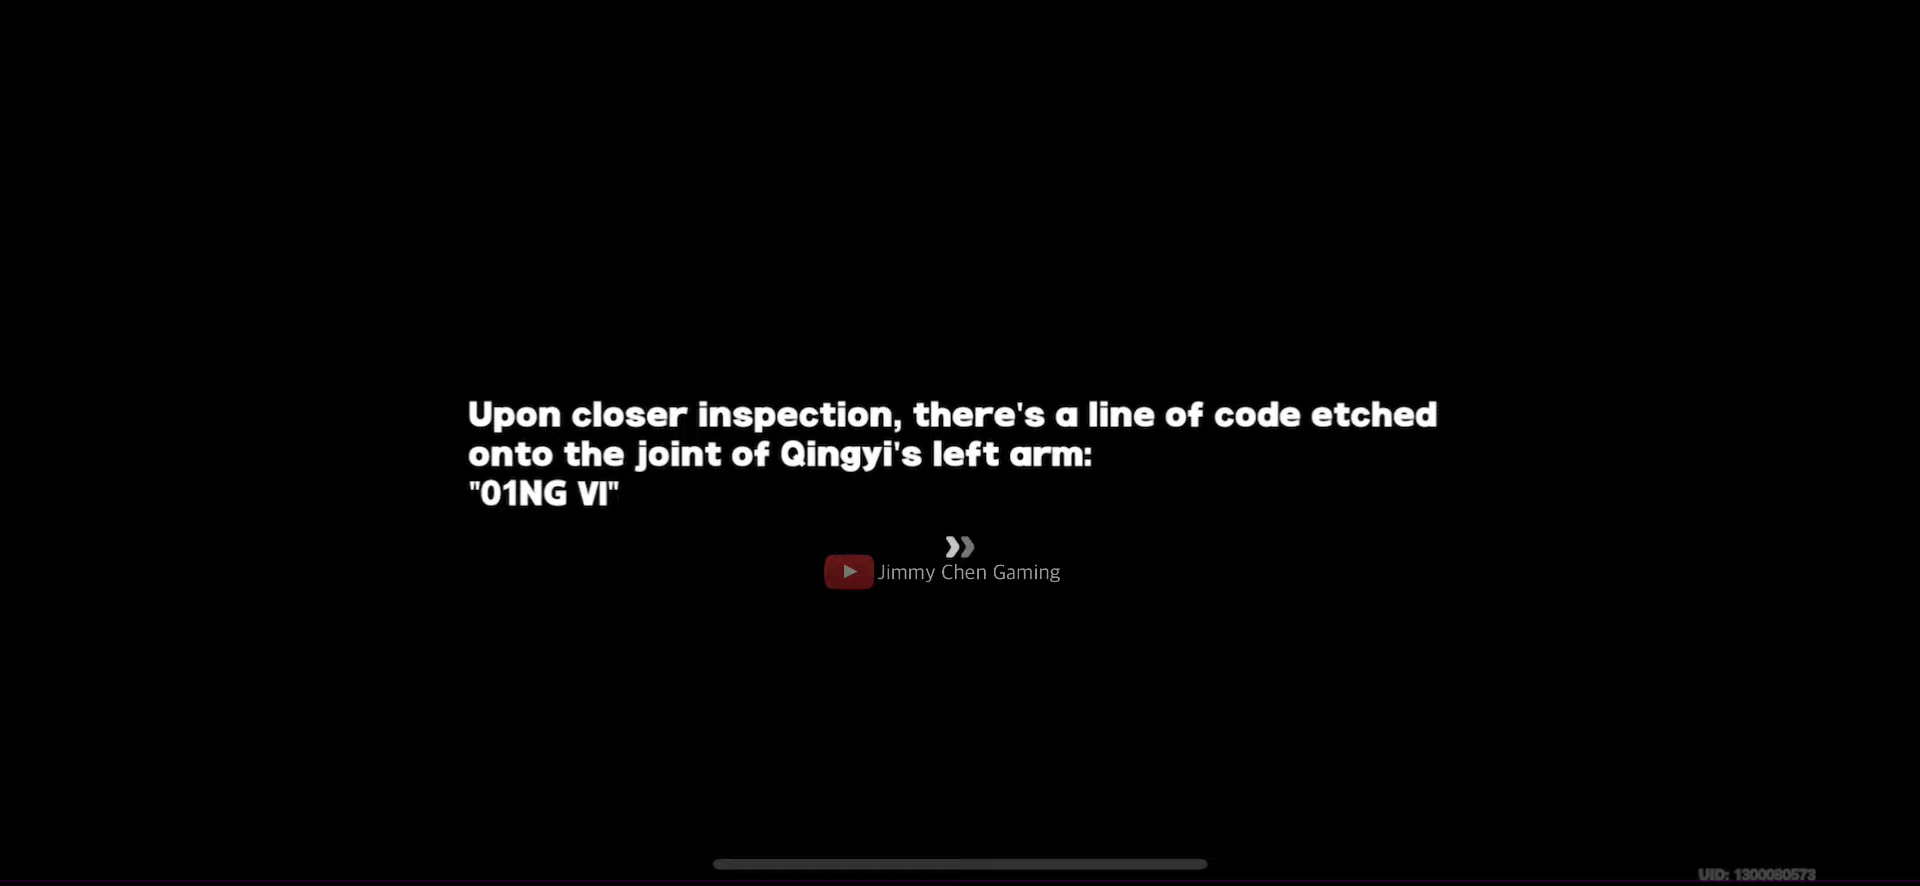 Upon closer inspection, there's a line of code etched
onto the joint of Qingyi's left arm:
"01NG VI"
Jimmy Chen Gaming
UID: 1300080573